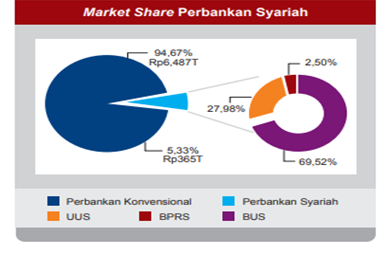 Market Share Perbankan Syariah
94,67%
Rp6,487T
2,50%
27,98%
5,33%
Rp365T
69,52%
Perbankan Konvensional
Perbankan Syariah
UUS
BPRS
BUS